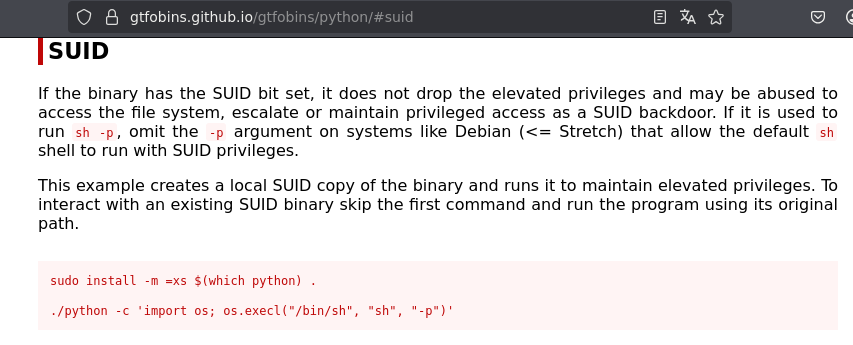 gtfobins.github.io/gtfobins/python/#suid
SUID
If the binary has the SUID bit set, it does not drop the elevated privileges and may be abused to
access the file system, escalate or maintain privileged access as a SUID backdoor. If it is used to
run sh -p, omit the -p argument on systems like Debian (<= Stretch) that allow the default sh
shell to run with SUID privileges.
This example creates a local SUID copy of the binary and runs it to maintain elevated privileges. To
interact with an existing SUID binary skip the first command and run the program using its original
path.
sudo install -m =xs $(which python) .
./python -c 'import os; os.execl("/bin/sh", "sh", "-p")'